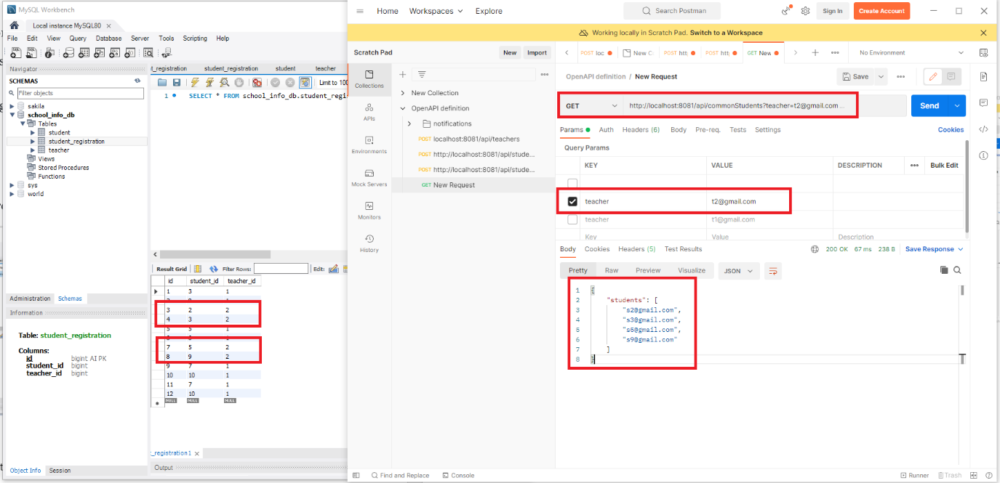 MySQL Workbench
Local instance MySQL80
File Edit View Query Database Server Tools Scripting Help
Navigator
SCHEMAS
Filter objects
sakila
school_info_db
Tables
student
student_registration
teacher
Views
Stored Procedures
Functions
sys
world
Administration Schemas
Information
Table: student_registration
Columns:
id bigint AI PK
student_id bigint
teacher_id bigint
Object Info Session
t_registration student_registration student teacher
Limit to 100
1 SELECT * FROM school_info_db.student_regi
Result Grid Filter Rows: Edit:
id student_id teacher_id
1 3 1
3 2 2
4 3 2
5 5 1
7 5 2
8 9 2
9 7 1
10 10 1
11 7 1
12 10 1
NULL NULL NULL
_registration 1
Output
Home Workspaces Explore
Search Postman
Sign In Create Account
Working locally in Scratch Pad. Switch to a Workspace
Scratch Pad New Import
POST loc New C POST htt POST http GET New No Environment
Collections
APIs
Environments
Mock Servers
Monitors
History
New Collection
OpenAPI definition
notifications
POST localhost:8081/api/teachers
POST http://localhost:8081/api/stude...
POST http://localhost:8081/api/stude...
GET New Request
OpenAPI definition / New Request Save
GET http://localhost:8081/api/commonStudents?teacher=t2@gmail.com... Send
Params Auth Headers (6) Body Pre-req. Tests Settings Cookies
Query Params
KEY VALUE DESCRIPTION Bulk Edit
teacher t2@gmail.com
teacher t1@gmail.com
Key Value Description
Body Cookies Headers (5) Test Results 200 OK 67 ms 238 B Save Response
Pretty Raw Preview Visualize JSON
1 {
2 "students": [
3 "s2@gmail.com",
4 "s3@gmail.com",
5 "s6@gmail.com",
6 "s9@gmail.com"
7 ]
8 }
Find and Replace Console Runner Trash